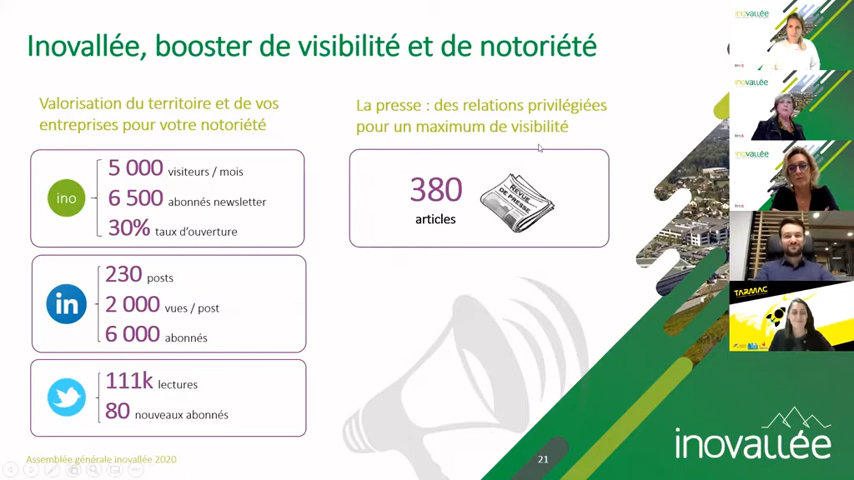 Inovallée, booster de visibilité et de notoriété
Valorisation du territoire et de vos
entreprises pour votre notoriété
ino
5 000 visiteurs / mois
6 500 abonnés newsletter
30% taux d'ouverture
in
230 posts
2 000 vues / post
6 000 abonnés
111k lectures
80 nouveaux abonnés
La presse : des relations privilégiées
pour un maximum de visibilité
380
articles
REVUE
DE PRESSE
Assemblée générale inovallée 2020
21
inovallée
inovallée
inovallée
inovallée
TARMAC